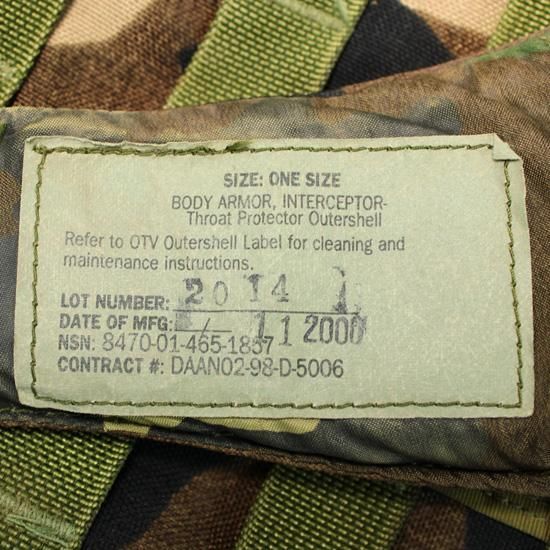 SIZE: ONE SIZE
BODY ARMOR, INTERCEPTOR-
Throat Protector Outershell
Refer to OTV Outershell Label for cleaning and
maintenance instructions.
LOT NUMBER: 2014
DATE OF MFG: 11 2000
NSN: 8470-01-465-1857
CONTRACT #: DAAN02-98-D-5006